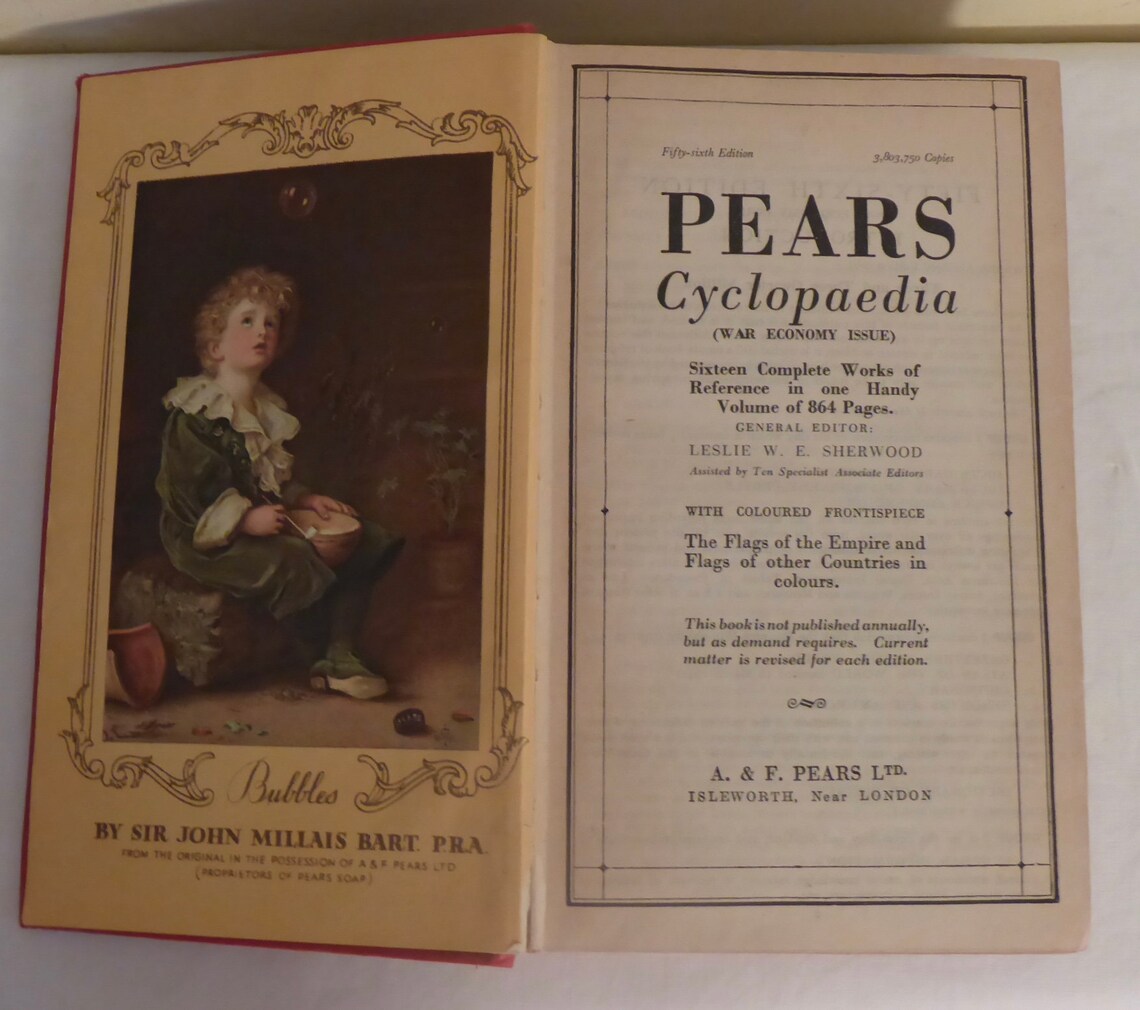 Bubbles
BY SIR JOHN MILLAIS BART. P.R.A.
FROM THE ORIGINAL IN THE POSSESSION OF A & F PEARS LTD
(PROPRIETORS OF PEARS SOAP)
Fifty-sixth Edition 3,803,750 Copies
PEARS
Cyclopaedia
(WAR ECONOMY ISSUE)
Sixteen Complete Works of
Reference in one Handy
Volume of 864 Pages.
GENERAL EDITOR:
LESLIE W. E. SHERWOOD
Assisted by Ten Specialist Associate Editors
WITH COLOURED FRONTISPIECE
The Flags of the Empire and
Flags of other Countries in
colours.
This book is not published annually,
but as demand requires. Current
matter is revised for each edition.
A. & F. PEARS LTD.
ISLEWORTH, Near LONDON